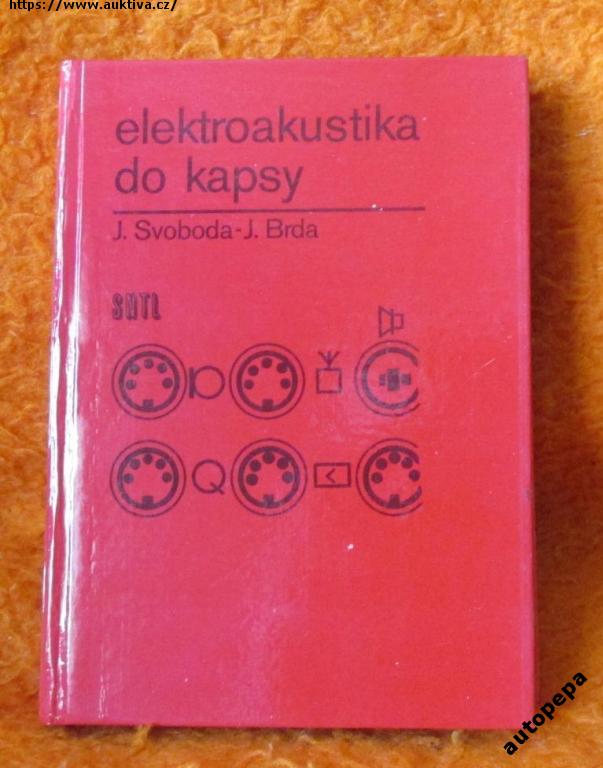 https://www.auktiva.cz/
elektroakustika
do kapsy
J. Svoboda-J. Brda
SNTL
autopepa